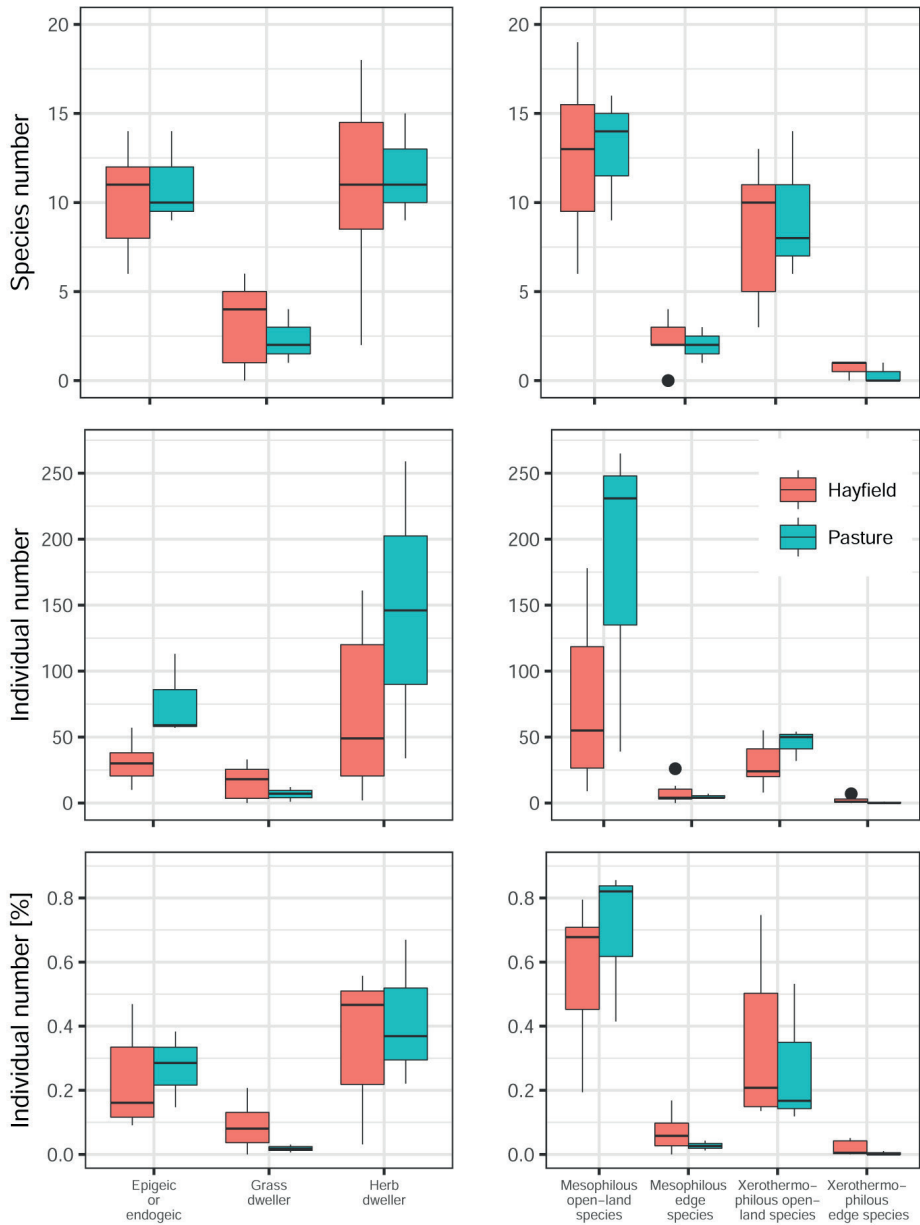 Species number
20
15
10
5
0
20
15
10
5
0
Individual number
250
200
150
100
50
0
250
200
150
100
50
0
Hayfield
Pasture
Individual number [%]
0.8
0.6
0.4
0.2
0.0
0.8
0.6
0.4
0.2
0.0
Epigeic
or
endogeic
Grass
dweller
Herb
dweller
Mesophilous
open–land
species
Mesophilous
edge
species
Xerothermo–
philous open–
land species
Xerothermo–
philous
edge species